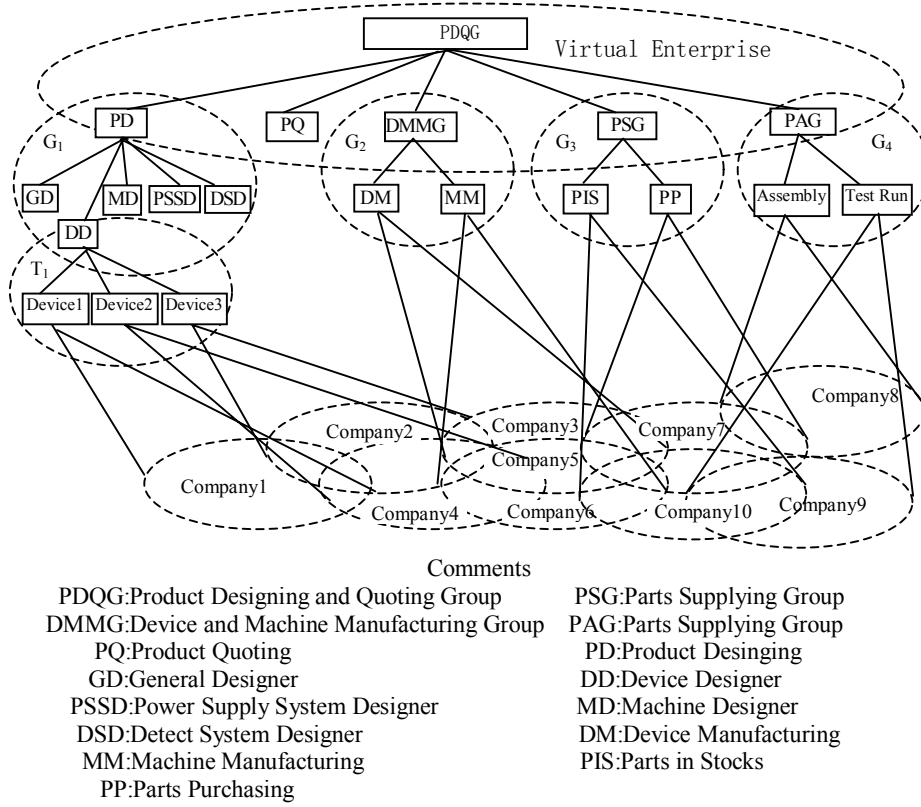 PDQG
Virtual Enterprise
PD
PQ
DMMG
PSG
PAG
G1
G2
G3
G4
GD
MD
PSSD
DSD
DM
MM
PIS
PP
Assembly
Test Run
DD
T1
Device1
Device2
Device3
Company8
Company2
Company3
Company7
Company5
Company1
Company4
Company6
Company10
Company9
Comments
PDQG:Product Designing and Quoting Group
PSG:Parts Supplying Group
DMMG:Device and Machine Manufacturing Group
PAG:Parts Supplying Group
PQ:Product Quoting
PD:Product Desinging
GD:General Designer
DD:Device Designer
PSSD:Power Supply System Designer
MD:Machine Designer
DSD:Detect System Designer
DM:Device Manufacturing
MM:Machine Manufacturing
PIS:Parts in Stocks
PP:Parts Purchasing